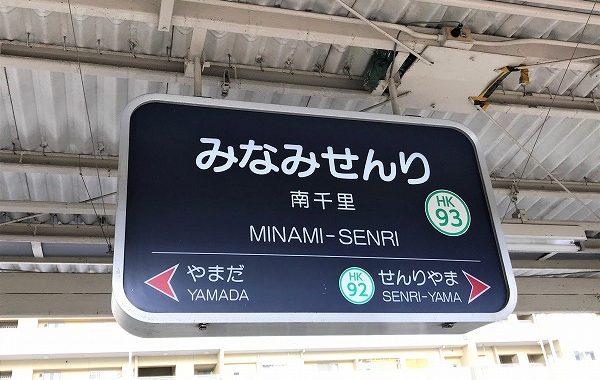 みなみせんり
南千里
HK
93
MINAMI-SENRI
やまだ
YAMADA
HK
92
せんりやま
SENRI-YAMA